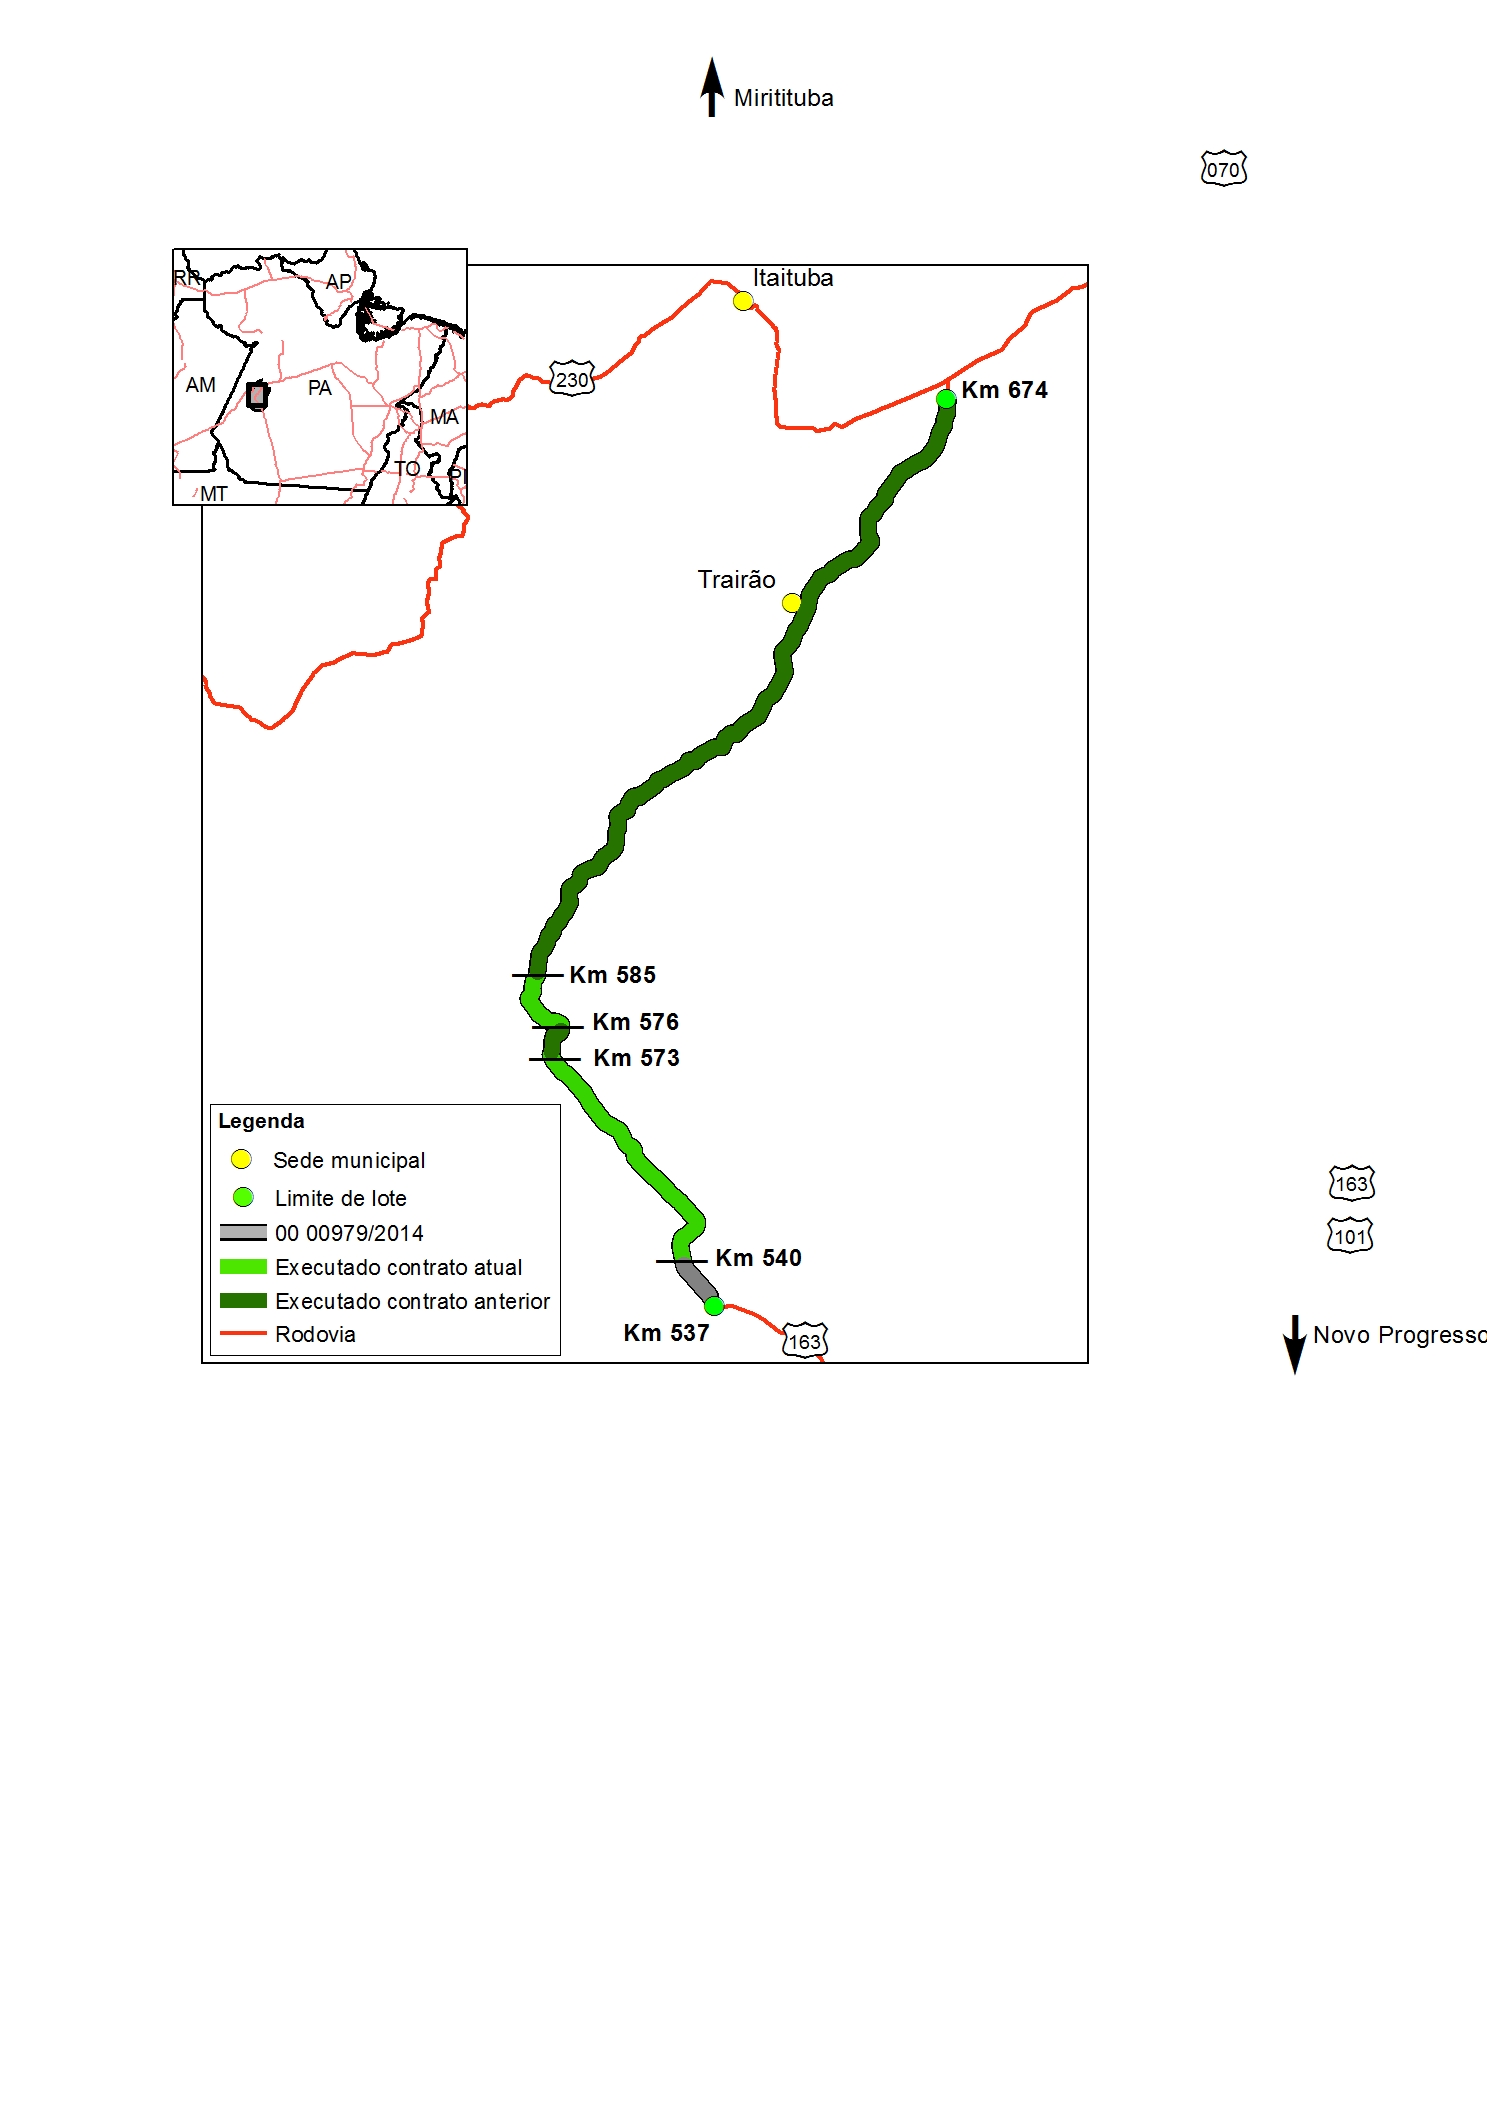 Miritituba
070
RR
AP
AM
PA
MA
TO
MT
Itaituba
230
Km 674
Trairão
Km 585
Km 576
Km 573
Legenda
Sede municipal
Limite de lote
00 00979/2014
Executado contrato atual
Executado contrato anterior
Rodovia
Km 540
Km 537
163
163
101
Novo Progresso